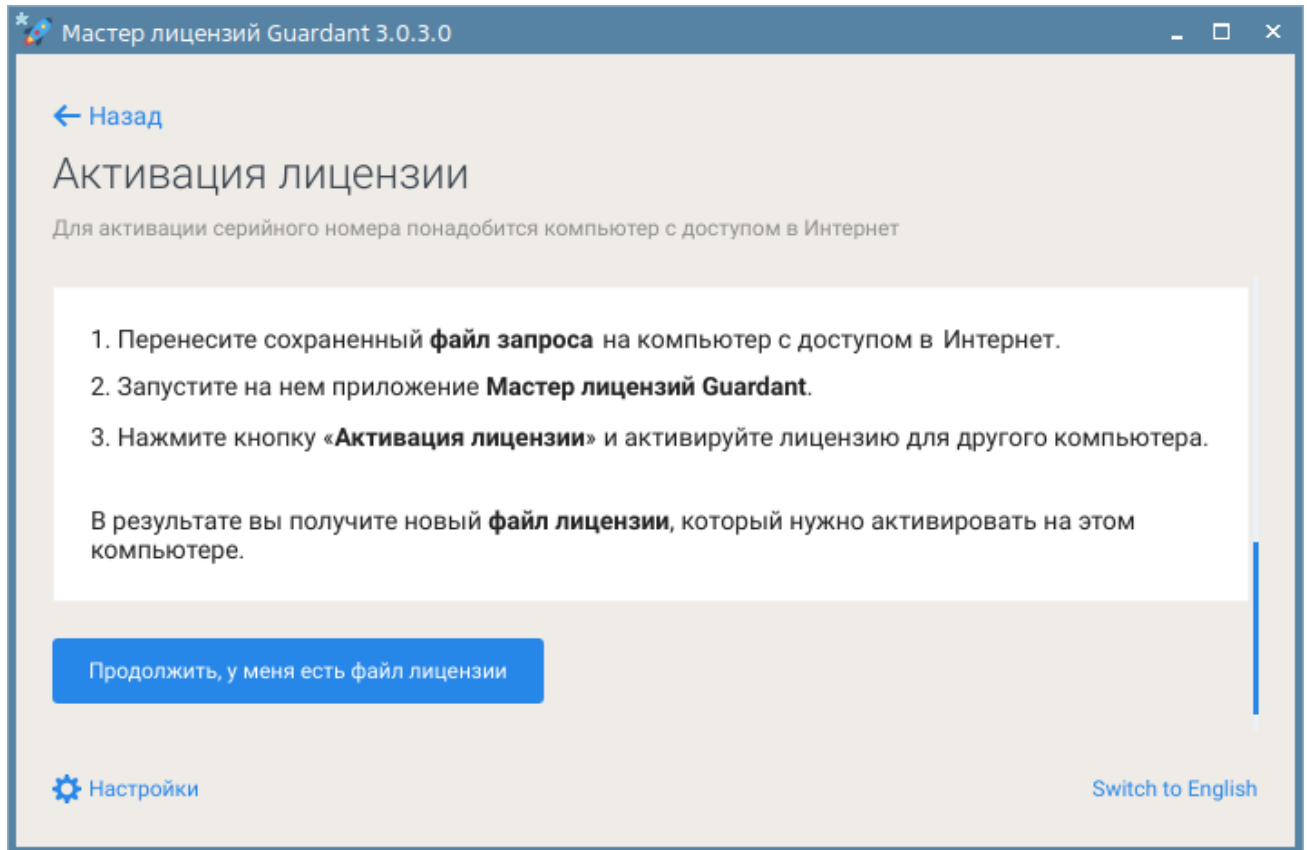 Мастер лицензий Guardant 3.0.3.0
Назад
Активация лицензии
Для активации серийного номера понадобится компьютер с доступом в Интернет
1. Перенесите сохраненный файл запроса на компьютер с доступом в Интернет.
2. Запустите на нем приложение Мастер лицензий Guardant.
3. Нажмите кнопку «Активация лицензии» и активируйте лицензию для другого компьютера.
В результате вы получите новый файл лицензии, который нужно активировать на этом
компьютере.
Продолжить, у меня есть файл лицензии
Настройки
Switch to English